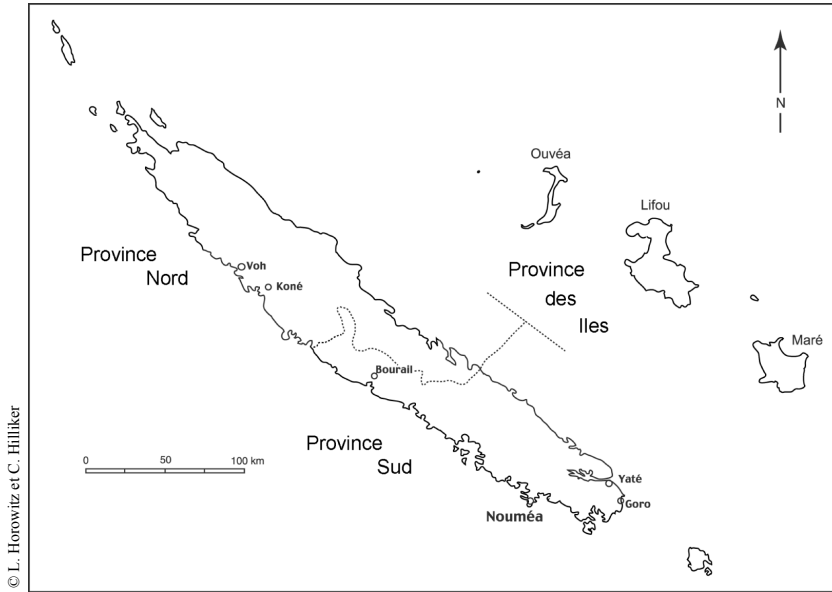 N
Ouvéa
Lifou
Province
Nord
Voh
Koné
Province
des
Iles
Maré
Bourail
Province
Sud
0 50 100 km
Yaté
Goro
Nouméa
© L. Horowitz et C. Hilliker